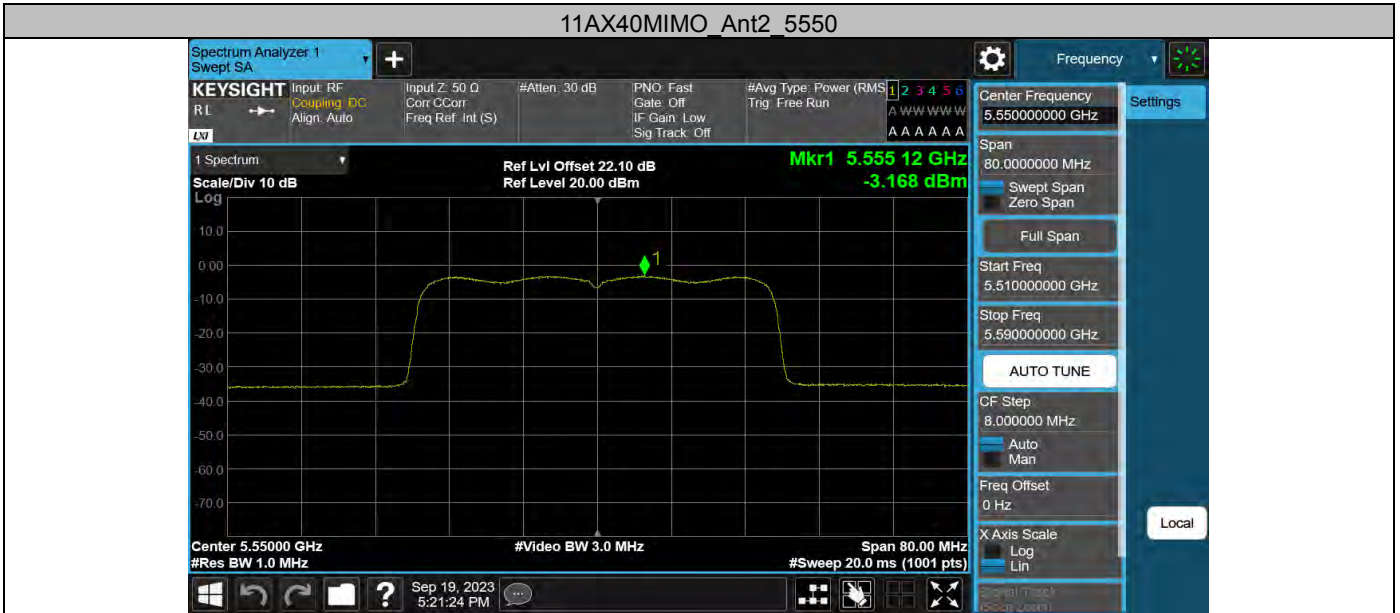 11AX40MIMO_Ant2_5550
Spectrum Analyzer 1
Swept SA
+
Frequency
KEYSIGHT
RL
LXI
Input: RF
Coupling: DC
Align: Auto
Input Z: 50 Ω
Corr CCorr
Freq Ref: Int (S)
#Atten: 30 dB
PNO: Fast
Gate: Off
IF Gain: Low
Sig Track: Off
#Avg Type: Power (RMS
Trig: Free Run
1 2 3 4 5 6
A W W W W W
A A A A A A
Center Frequency
5.550000000 GHz
Settings
1 Spectrum
Scale/Div 10 dB
Ref Lvl Offset 22.10 dB
Ref Level 20.00 dBm
Mkr1 5.555 12 GHz
-3.168 dBm
Span
80.0000000 MHz
Swept Span
Zero Span
Full Span
Start Freq
5.510000000 GHz
Stop Freq
5.590000000 GHz
AUTO TUNE
CF Step
8.000000 MHz
Auto
Man
Freq Offset
0 Hz
X Axis Scale
Log
Lin
Local
Log
10.0
0.00
-10.0
-20.0
-30.0
-40.0
-50.0
-60.0
-70.0
1
Center 5.55000 GHz
#Res BW 1.0 MHz
#Video BW 3.0 MHz
Span 80.00 MHz
#Sweep 20.0 ms (1001 pts)
?
Sep 19, 2023
5:21:24 PM
Signal Track
(Span Zoom)